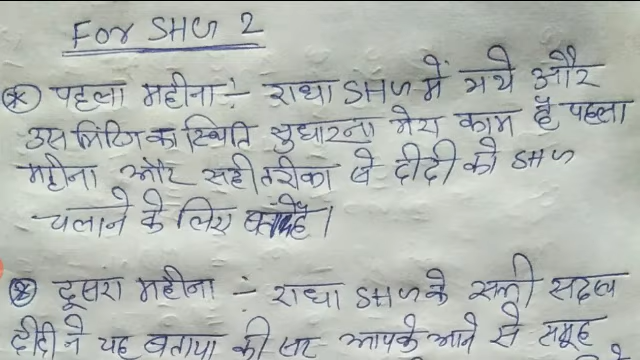 For SHG 2
पहला महीना :- राधा SHG में गये और
उस मिटिंग का स्थिति सुधारना मेरा काम है पहला
महीना और सही तरीका से दीदी को SHG
चलाने के लिए
दूसरा महीना :- राधा SHG के सभी सदस्य
दीदी ने यह बताया की सर आपके आने से समूह